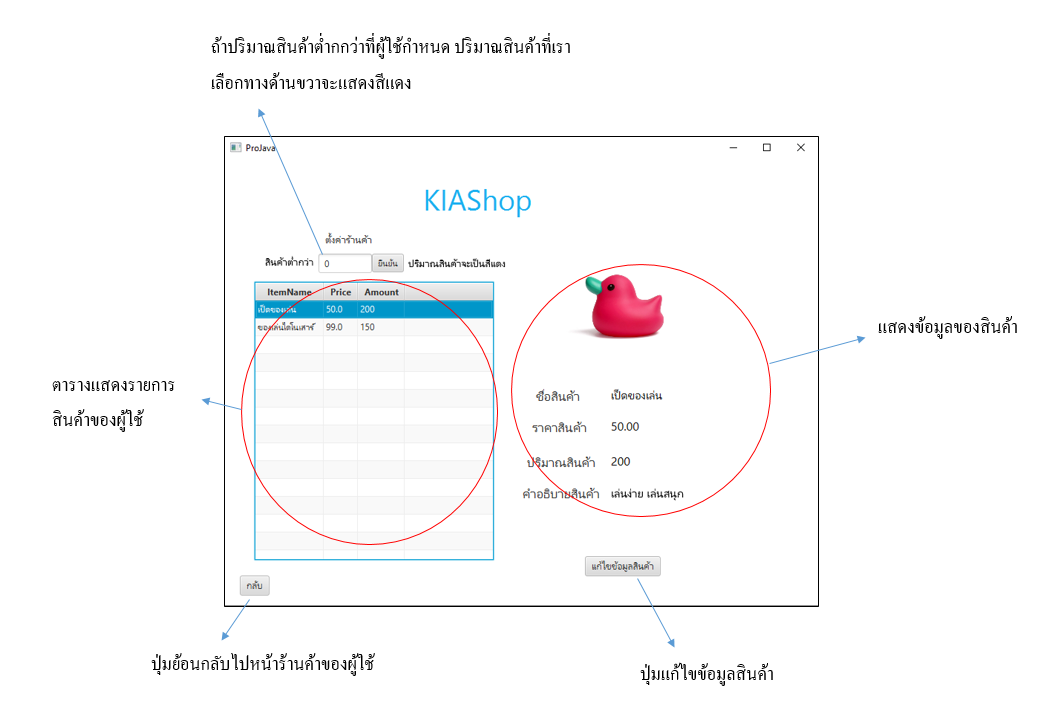 ถ้าปริมาณสินค้าต่ำกกว่าที่ผู้ใช้กำหนด ปริมาณสินค้าที่เรา
เลือกทางด้านขวาจะแสดงสีแดง
ProJava
KIAShop
ตั้งค่าร้านค้า
สินค้าต่ำกว่า 0 ยืนยัน ปริมาณสินค้าจะเป็นสีแดง
ItemName Price Amount
เป็ดของเล่น 50.0 200
ของเล่นไดโนเสาร์ 99.0 150
แสดงข้อมูลของสินค้า
ตารางแสดงรายการ
สินค้าของผู้ใช้
ชื่อสินค้า เป็ดของเล่น
ราคาสินค้า 50.00
ปริมาณสินค้า 200
คำอธิบายสินค้า เล่นง่าย เล่นสนุก
แก้ไขข้อมูลสินค้า
กลับ
ปุ่มย้อนกลับไปหน้าร้านค้าของผู้ใช้
ปุ่มแก้ไขข้อมูลสินค้า